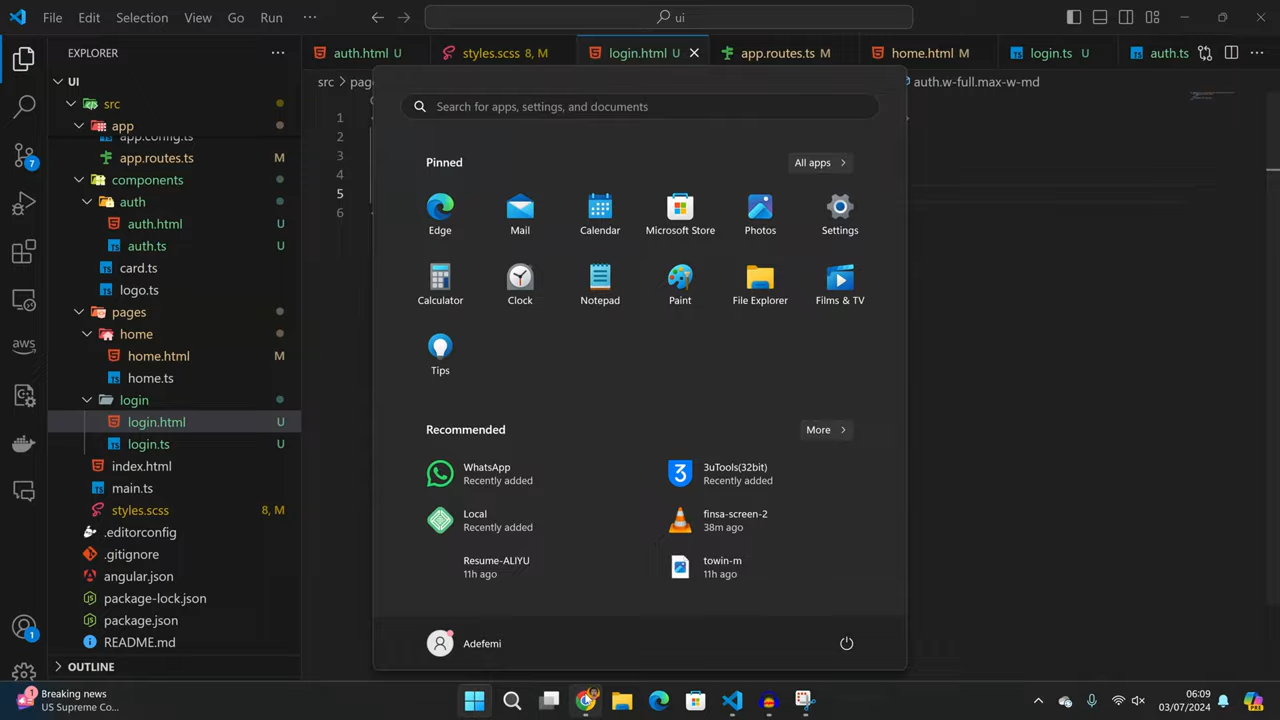 File Edit Selection View Go Run ··· ui
EXPLORER ···
auth.html U styles.scss 8, M login.html U app.routes.ts M home.html M login.ts U auth.ts ···
UI
src
app
app.config.ts
app.routes.ts M
components
auth
auth.html U
auth.ts U
card.ts
logo.ts
pages
home
home.html M
home.ts
login
login.html U
login.ts U
index.html
main.ts
styles.scss 8, M
.editorconfig
.gitignore
angular.json
package-lock.json
package.json
README.md
OUTLINE
src > auth.w-full.max-w-md
1
2
3
4
5
6
Search for apps, settings, and documents
Pinned All apps >
Edge Mail Calendar Microsoft Store Photos Settings
Calculator Clock Notepad Paint File Explorer Films & TV
Tips
Recommended More >
WhatsApp
Recently added
3uTools(32bit)
Recently added
Local
Recently added
finsa-screen-2
38m ago
Resume-ALIYU
11h ago
towin-m
11h ago
Adefemi
7
aws
1
1
Breaking news
US Supreme Co...
06:09
03/07/2024
PRE